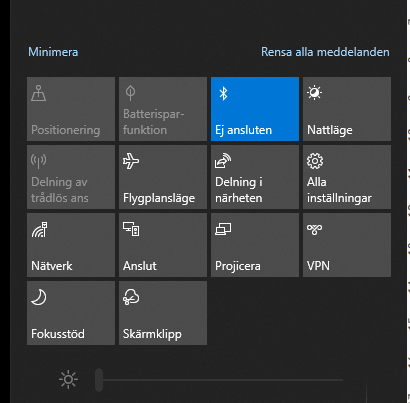 Minimera Rensa alla meddelanden
Positionering
Batterispar-
funktion
Ej ansluten
Nattläge
Delning av
trådlös ans
Flygplansläge
Delning i
närheten
Alla
inställningar
Nätverk
Anslut
Projicera
VPN
Fokusstöd
Skärmklipp